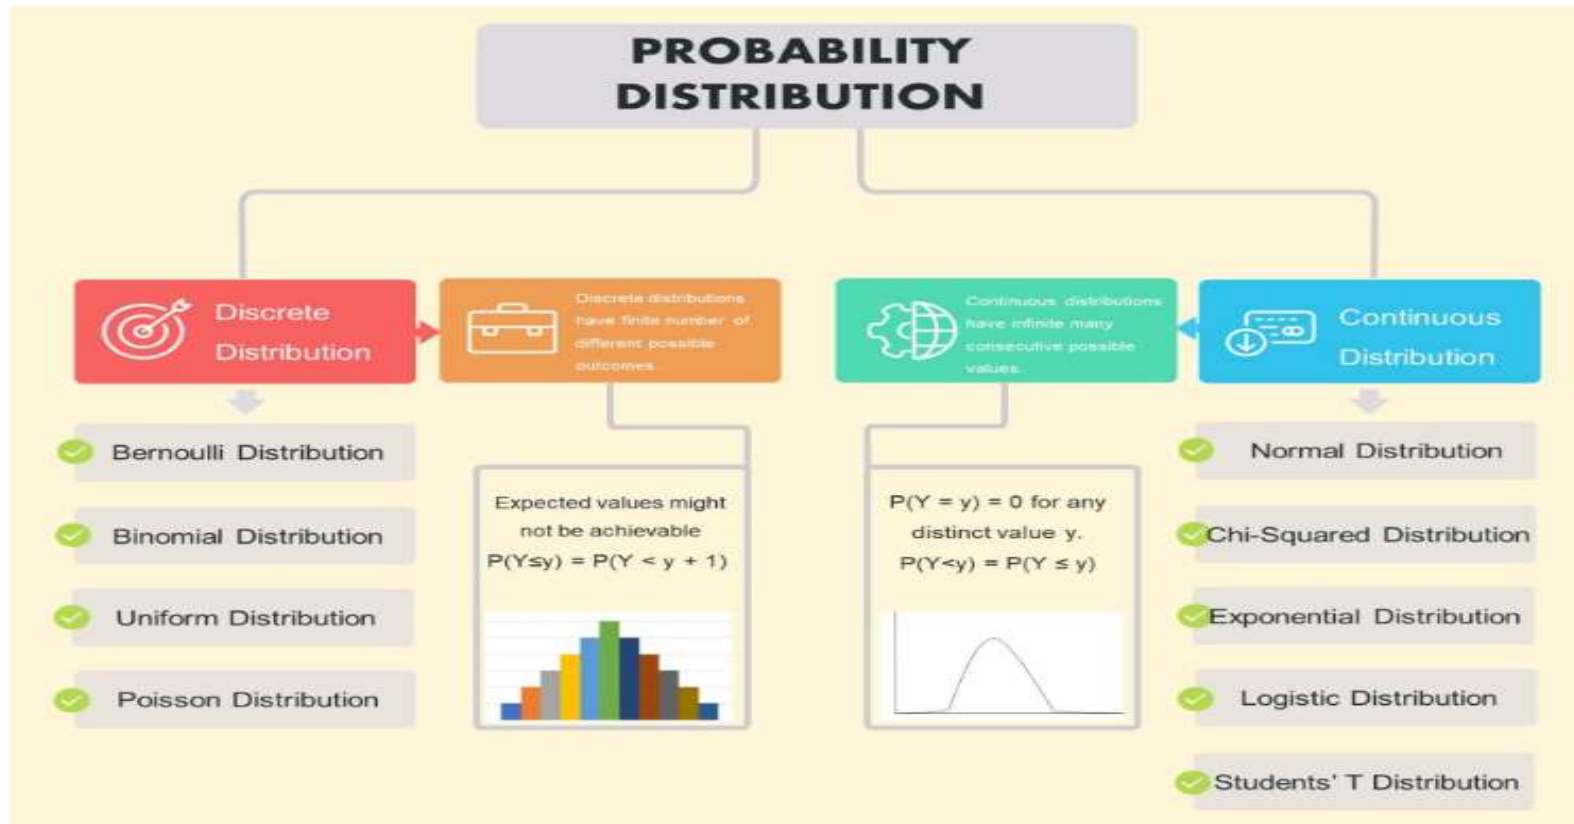 PROBABILITY
DISTRIBUTION
Discrete
Distribution
Discrete distributions
have finite number of
different possible
outcomes.
Continuous distributions
have infinite many
consecutive possible
values.
Continuous
Distribution
Bernoulli Distribution
Binomial Distribution
Uniform Distribution
Poisson Distribution
Expected values might
not be achievable
P(Y≤y) = P(Y < y + 1)
P(Y = y) = 0 for any
distinct value y.
P(Y<y) = P(Y ≤ y)
Normal Distribution
Chi-Squared Distribution
Exponential Distribution
Logistic Distribution
Students' T Distribution